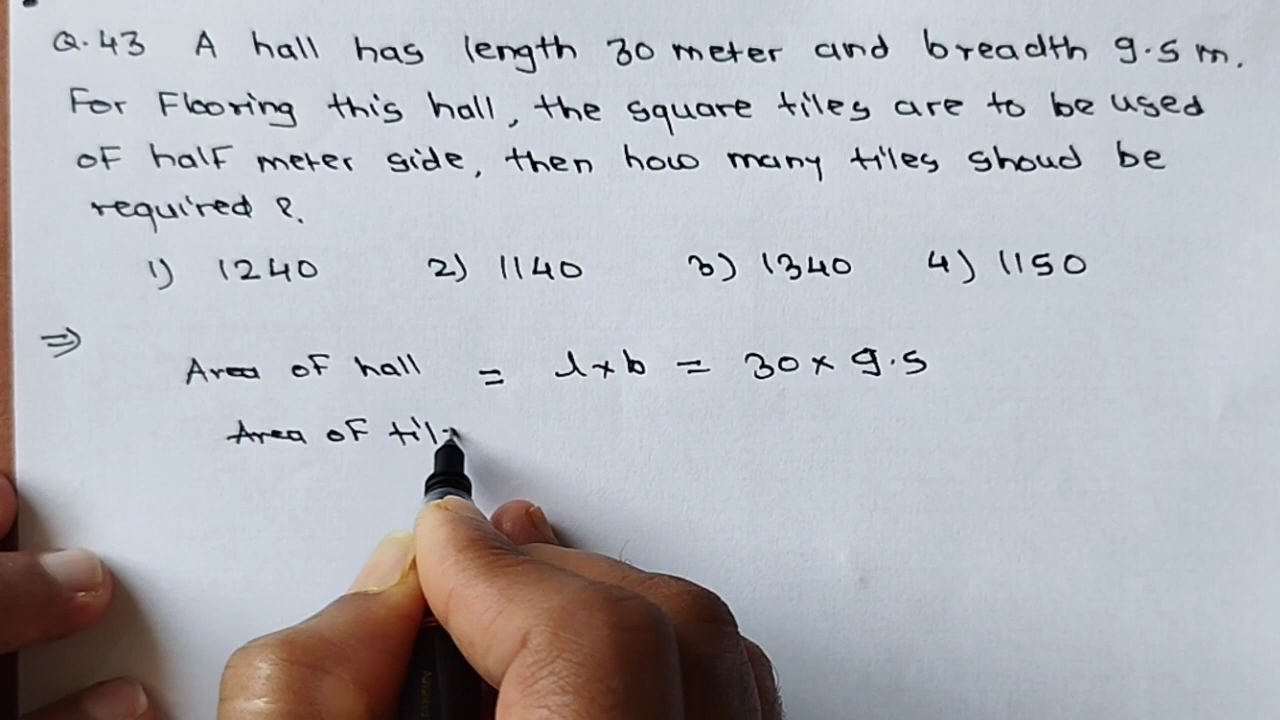 Q.43 A hall has length 30 meter and breadth 9.5 m.
For Flooring this hall, the square tiles are to be used
of half meter side, then how many tiles shoud be
required ?.
1) 1240 2) 1140 3) 1340 4) 1150
⇒
Area of hall = l×b = 30×9.5
Area of